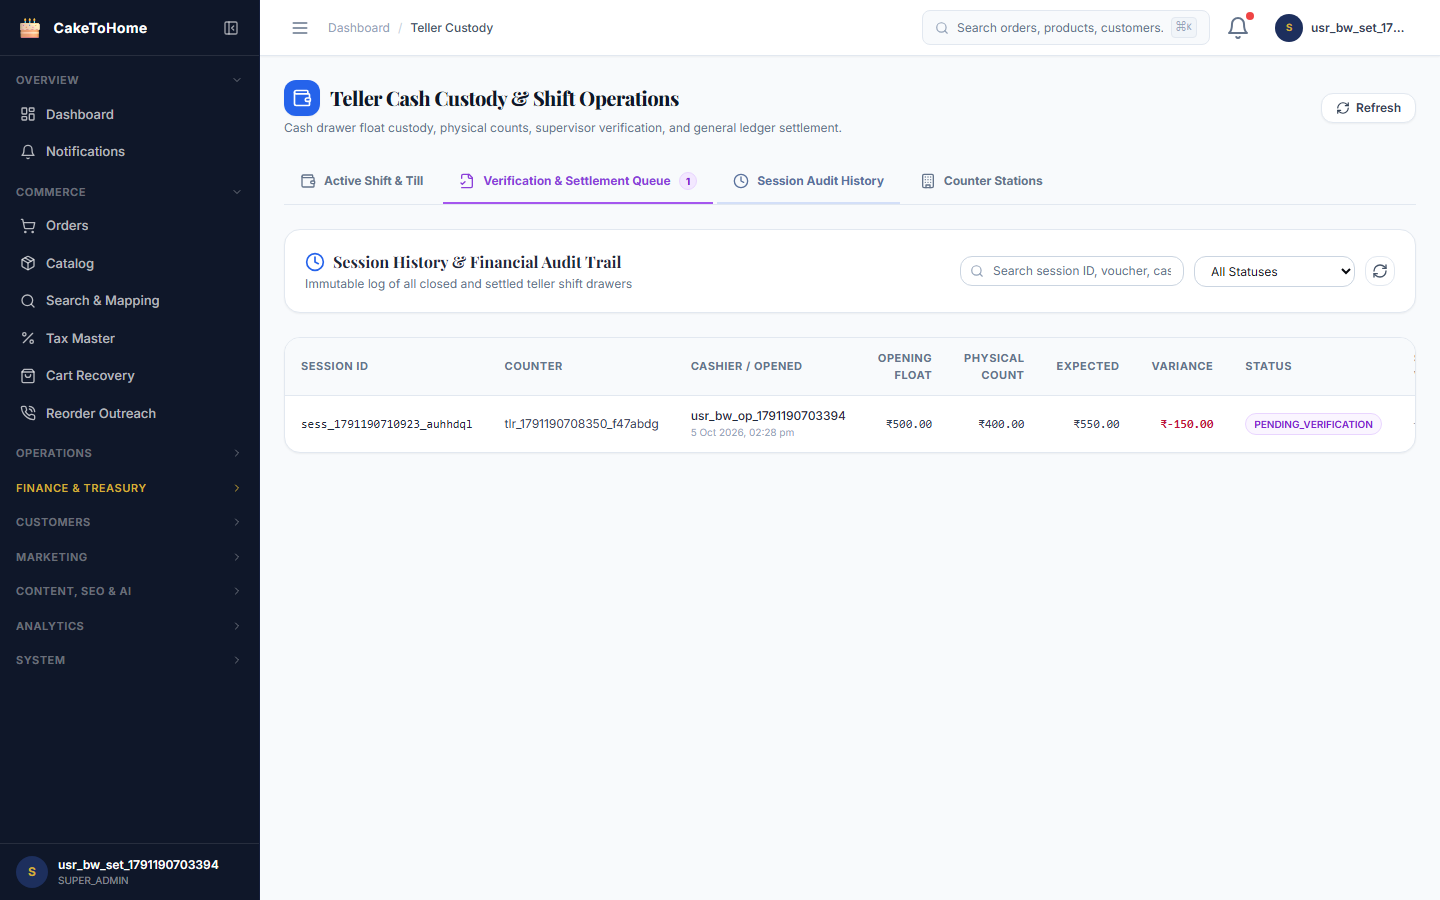 CakeToHome
Dashboard / Teller Custody
Search orders, products, customers.
⌘K
S
usr_bw_set_17...
OVERVIEW
Dashboard
Notifications
COMMERCE
Orders
Catalog
Search & Mapping
Tax Master
Cart Recovery
Reorder Outreach
OPERATIONS
FINANCE & TREASURY
CUSTOMERS
MARKETING
CONTENT, SEO & AI
ANALYTICS
SYSTEM
S
usr_bw_set_1791190703394
SUPER_ADMIN
Teller Cash Custody & Shift Operations
Cash drawer float custody, physical counts, supervisor verification, and general ledger settlement.
Refresh
Active Shift & Till
Verification & Settlement Queue 1
Session Audit History
Counter Stations
Session History & Financial Audit Trail
Immutable log of all closed and settled teller shift drawers
Search session ID, voucher, cas
All Statuses
SESSION ID
COUNTER
CASHIER / OPENED
OPENING FLOAT
PHYSICAL COUNT
EXPECTED
VARIANCE
STATUS
sess_1791190710923_auhhdql
tlr_1791190708350_f47abdg
usr_bw_op_1791190703394
5 Oct 2026, 02:28 pm
₹500.00
₹400.00
₹550.00
₹-150.00
PENDING_VERIFICATION